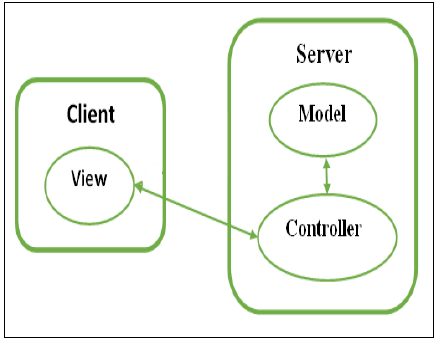 Client
View
Server
Model
Controller